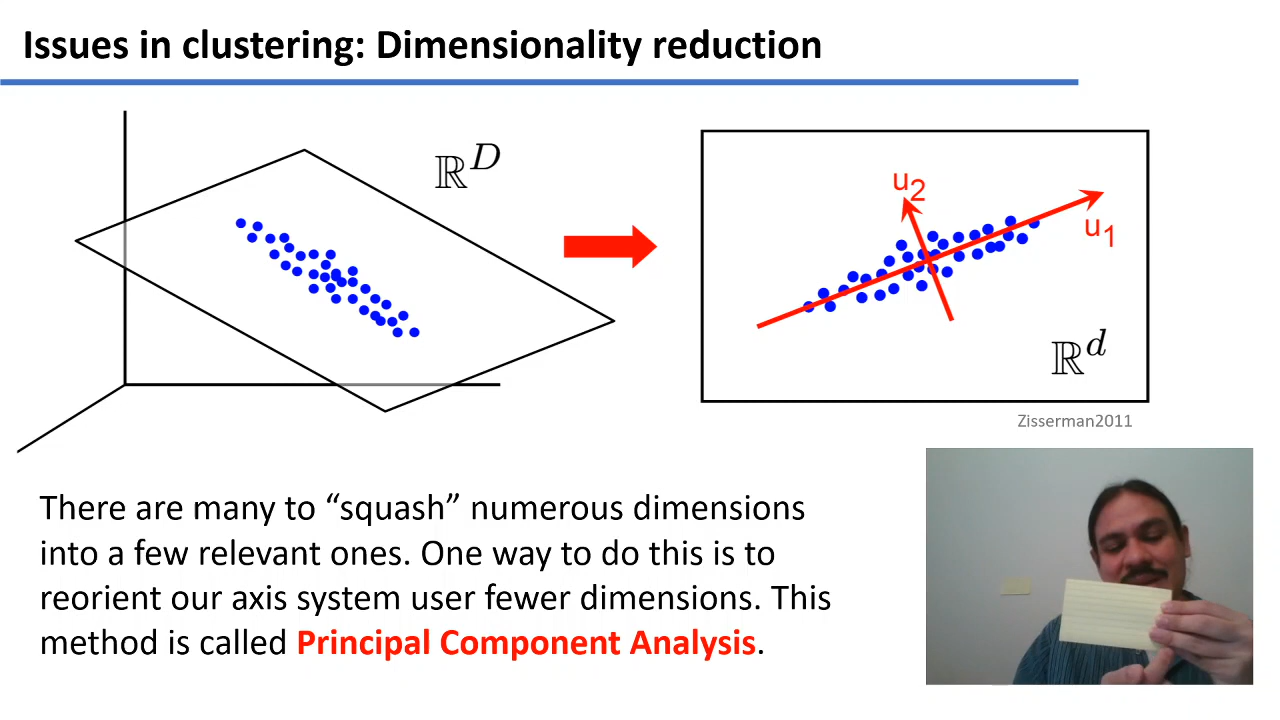 Issues in clustering: Dimensionality reduction
ℝ^D
u2
u1
ℝ^d
Zisserman2011
There are many to “squash” numerous dimensions
into a few relevant ones. One way to do this is to
reorient our axis system user fewer dimensions. This
method is called Principal Component Analysis.